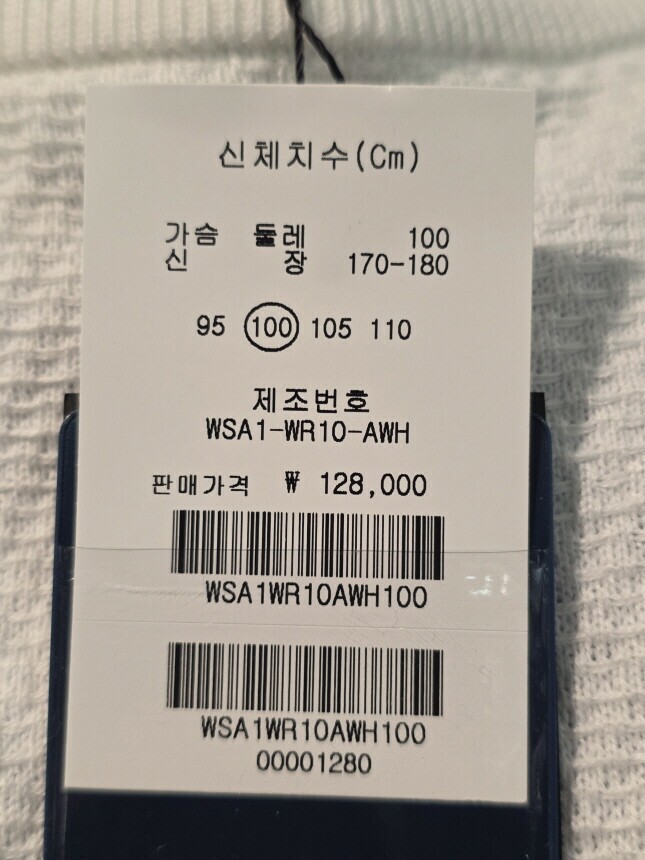 신체치수(Cm)
가슴 둘레 100
신 장 170-180
95 100 105 110
제조번호
WSA1-WR10-AWH
판매가격 ₩ 128,000
WSA1WR10AWH100
WSA1WR10AWH100
00001280